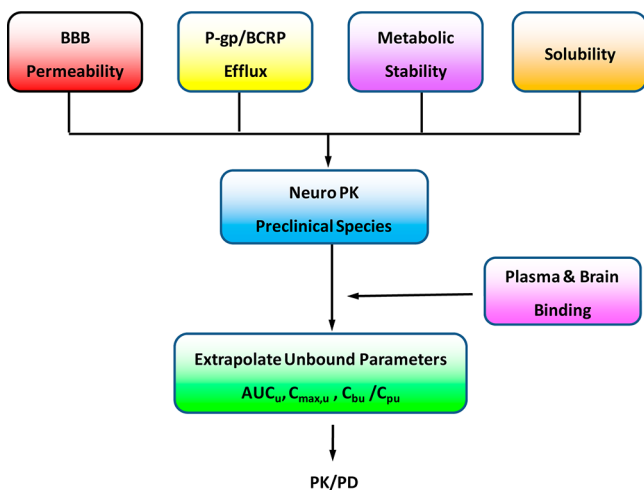 BBB
Permeability
P-gp/BCRP
Efflux
Metabolic
Stability
Solubility
Neuro PK
Preclinical Species
Plasma & Brain
Binding
Extrapolate Unbound Parameters
AUCu, Cmax,u , Cbu /Cpu
PK/PD